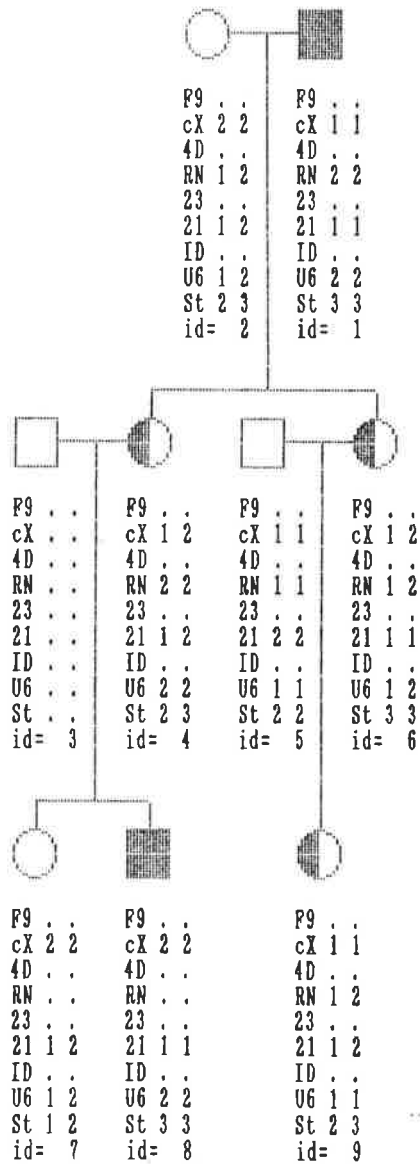 F9 . .
cX 2 2
4D . .
RN 1 2
23 . .
21 1 2
ID . .
U6 1 2
St 2 3
id= 2
F9 . .
cX 1 1
4D . .
RN 2 2
23 . .
21 1 1
ID . .
U6 2 2
St 3 3
id= 1
F9 . .
cX . .
4D . .
RN . .
23 . .
21 . .
ID . .
U6 . .
St . .
id= 3
F9 . .
cX 1 2
4D . .
RN 2 2
23 . .
21 1 2
ID . .
U6 2 2
St 2 3
id= 4
F9 . .
cX 1 1
4D . .
RN 1 1
23 . .
21 2 2
ID . .
U6 1 1
St 2 2
id= 5
F9 . .
cX 1 2
4D . .
RN 1 2
23 . .
21 1 1
ID . .
U6 1 2
St 3 3
id= 6
F9 . .
cX 2 2
4D . .
RN . .
23 . .
21 1 2
ID . .
U6 1 2
St 1 2
id= 7
F9 . .
cX 2 2
4D . .
RN . .
23 . .
21 1 1
ID . .
U6 2 2
St 3 3
id= 8
F9 . .
cX 1 1
4D . .
RN 1 2
23 . .
21 1 2
ID . .
U6 1 1
St 2 3
id= 9